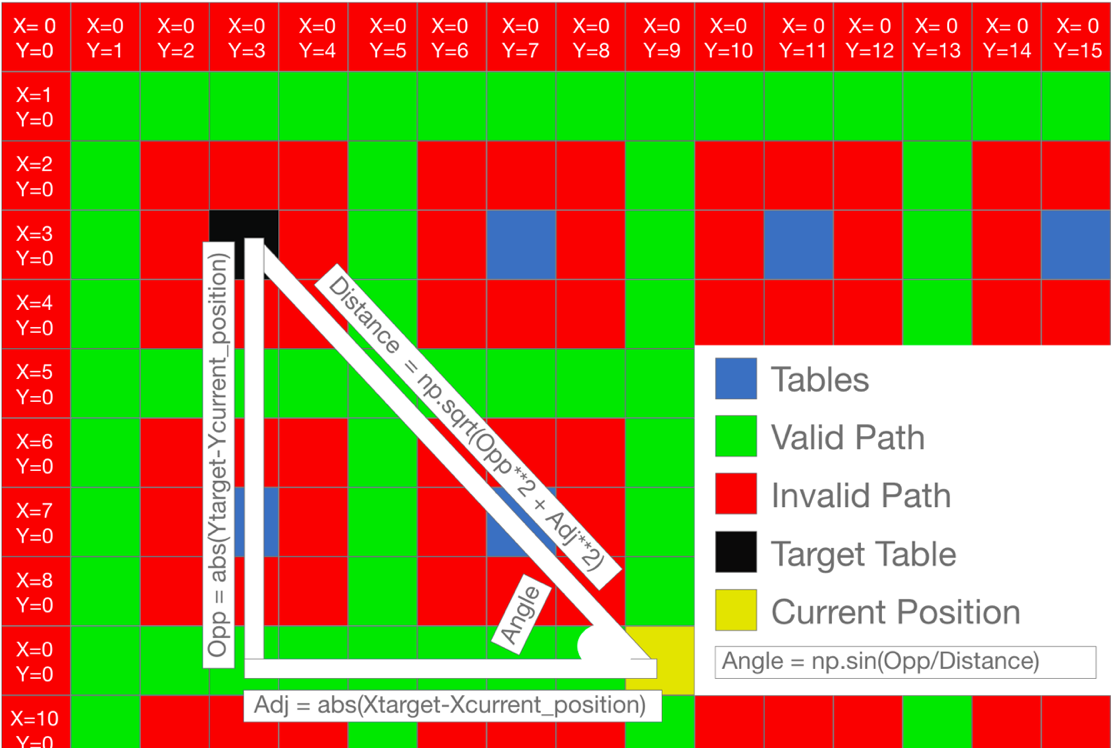 X= 0 X=0 X=0 X=0 X=0 X=0 X=0 X=0 X=0 X=0 X= 0 X= 0 X= 0 X= 0 X= 0 X= 0
Y=0 Y=1 Y=2 Y=3 Y=4 Y=5 Y=6 Y=7 Y=8 Y=9 Y=10 Y=11 Y=12 Y=13 Y=14 Y=15
X=1
Y=0
X=2
Y=0
X=3
Y=0
X=4
Y=0
X=5
Y=0
X=6
Y=0
X=7
Y=0
X=8
Y=0
X=0
Y=0
X=10
Y=0
Opp = abs(Ytarget-Ycurrent_position)
Distance = np.sqrt(Opp**2 + Adj**2)
Angle
Adj = abs(Xtarget-Xcurrent_position)
Tables
Valid Path
Invalid Path
Target Table
Current Position
Angle = np.sin(Opp/Distance)